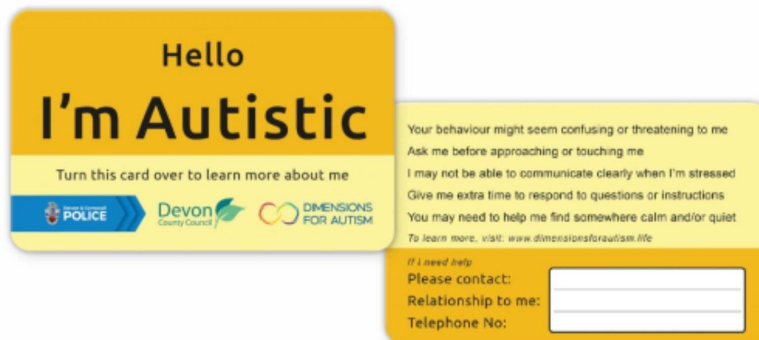 Hello
I'm Autistic
Turn this card over to learn more about me
Devon & Cornwall
POLICE
Devon
County Council
DIMENSIONS
FOR AUTISM
Your behaviour might seem confusing or threatening to me
Ask me before approaching or touching me
I may not be able to communicate clearly when I'm stressed
Give me extra time to respond to questions or instructions
You may need to help me find somewhere calm and/or quiet
To learn more, visit: www.dimensionsforautism.life
If I need help
Please contact:
Relationship to me:
Telephone No: